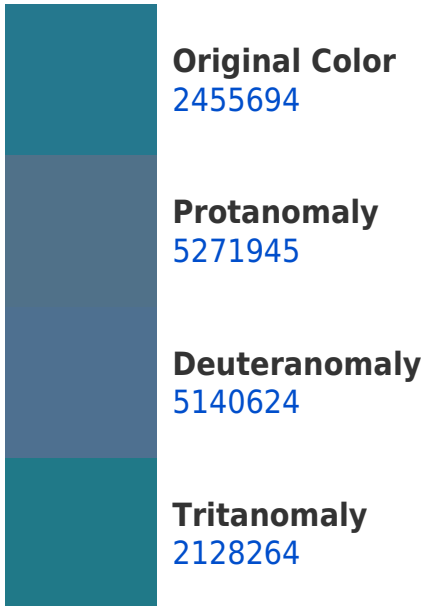 Original Color
2455694
Protanomaly
5271945
Deuteranomaly
5140624
Tritanomaly
2128264